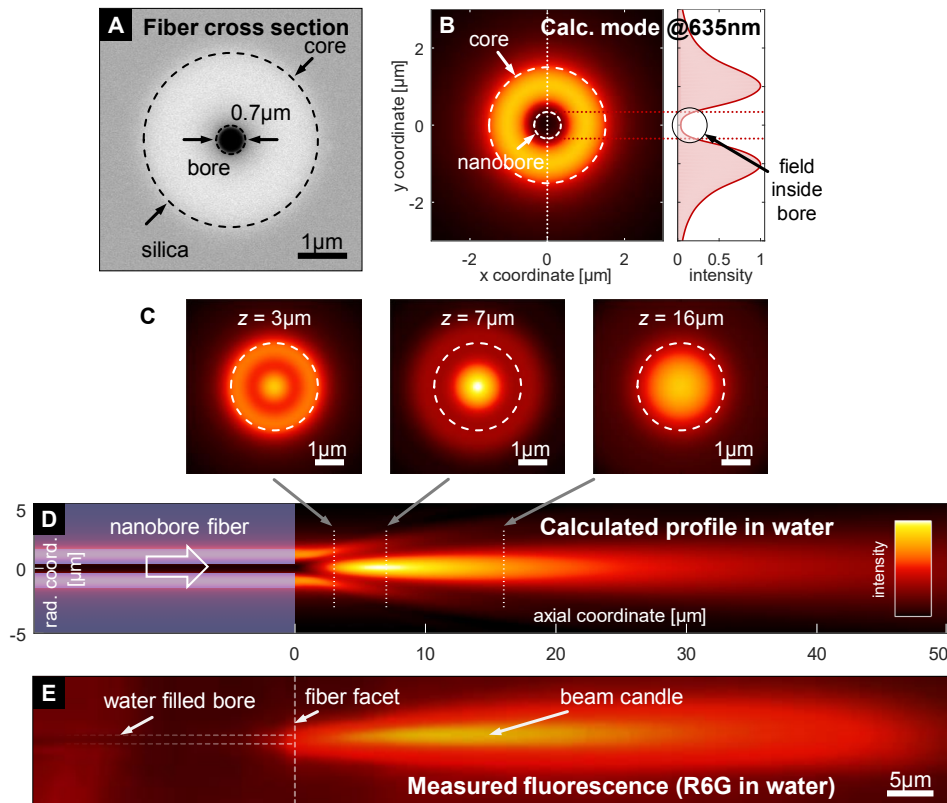 A Fiber cross section
core
0.7µm
bore
silica
1µm
B Calc. mode @635nm
core
nanobore
y coordinate [µm]
2
0
-2
-2 0 2
x coordinate [µm]
0 0.5 1
intensity
field
inside
bore
C
z = 3µm
1µm
z = 7µm
1µm
z = 16µm
1µm
D
nanobore fiber
Calculated profile in water
rad. coord.
[µm]
5
0
-5
axial coordinate [µm]
intensity
0 10 20 30 40 50
E
water filled bore
fiber facet
beam candle
Measured fluorescence (R6G in water)
5µm